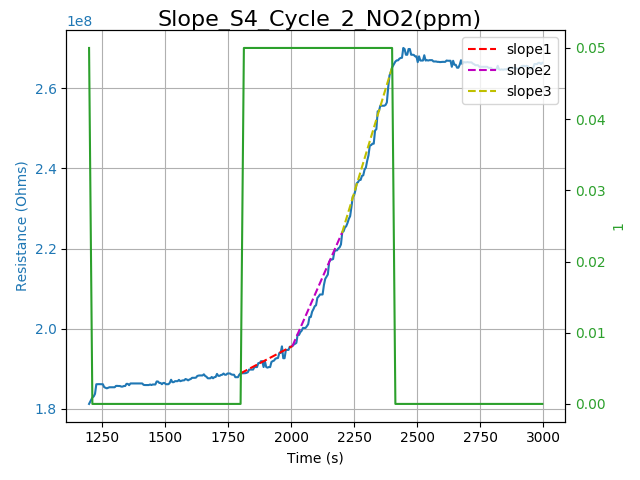 Slope_S4_Cycle_2_NO2(ppm)
1e8
slope1
slope2
slope3
2.6
2.4
2.2
2.0
1.8
Resistance (Ohms)
0.05
0.04
0.03
0.02
0.01
0.00
1
1250 1500 1750 2000 2250 2500 2750 3000
Time (s)